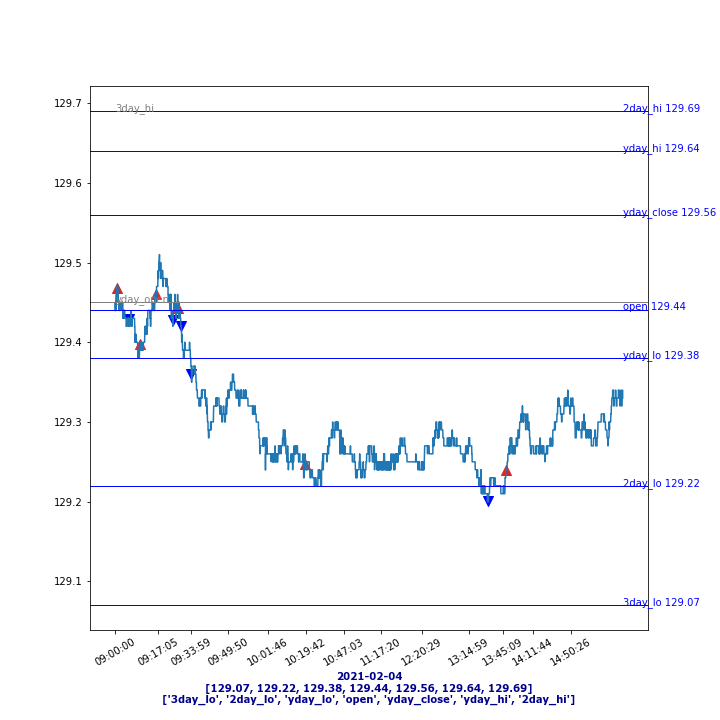 129.7
129.6
129.5
129.4
129.3
129.2
129.1
3day_hi
2day_hi 129.69
yday_hi 129.64
yday_close 129.56
open 129.44
yday_lo 129.38
2day_lo 129.22
3day_lo 129.07
09:00:00
09:17:05
09:33:59
09:49:50
10:01:46
10:19:42
10:47:03
11:17:20
12:20:29
13:14:59
13:45:09
14:11:44
14:50:26
2021-02-04
[129.07, 129.22, 129.38, 129.44, 129.56, 129.64, 129.69]
['3day_lo', '2day_lo', 'yday_lo', 'open', 'yday_close', 'yday_hi', '2day_hi']